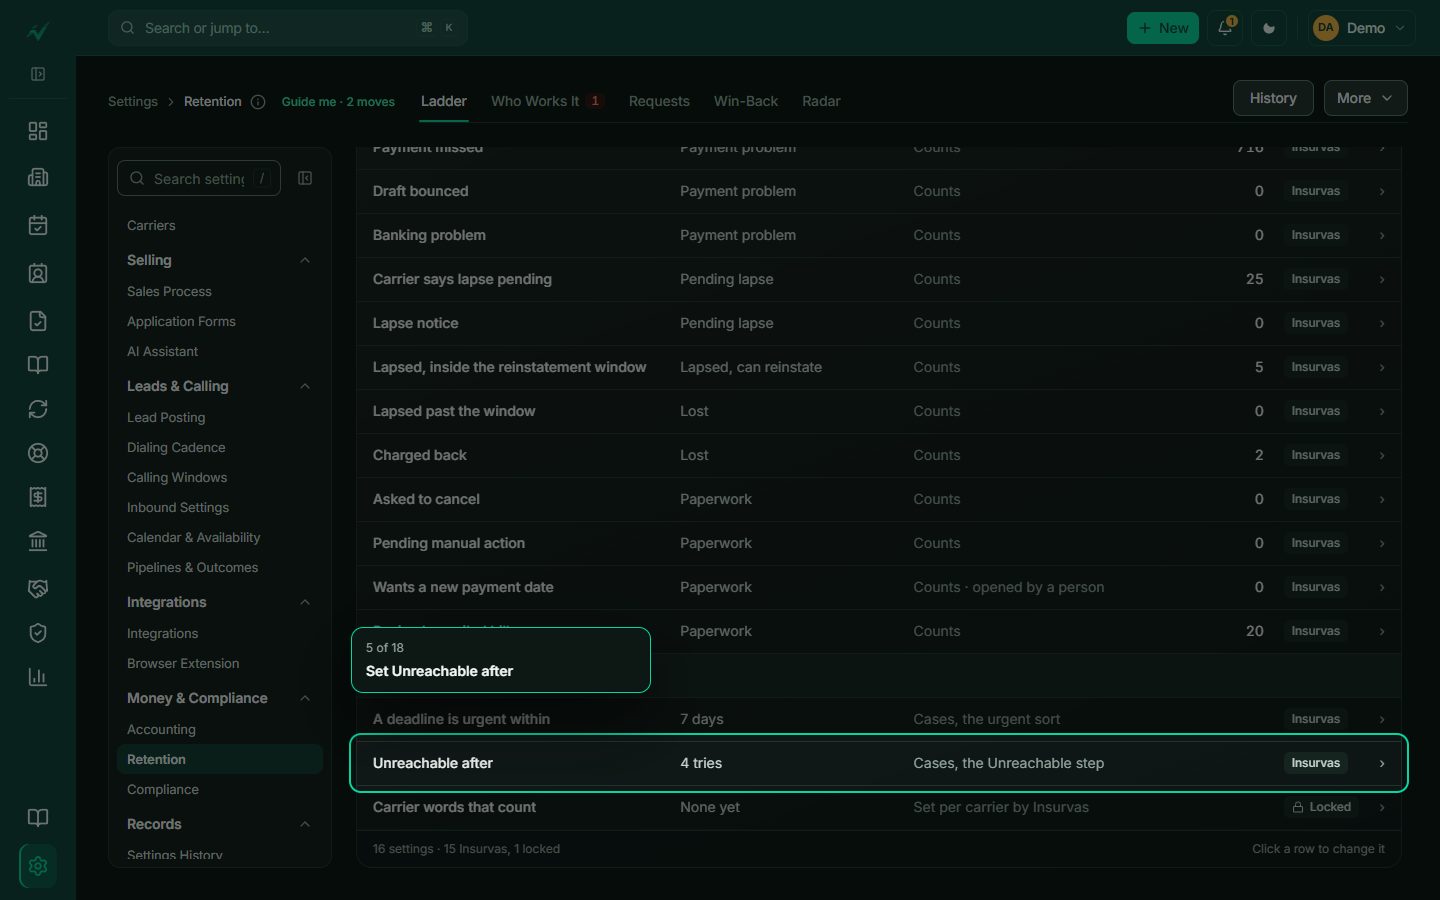 Search or jump to...
⌘ K
+ New
1
DA
Demo
Settings > Retention
Guide me · 2 moves
Ladder
Who Works It 1
Requests
Win-Back
Radar
History
More
Search setting /
Carriers
Selling
Sales Process
Application Forms
AI Assistant
Leads & Calling
Lead Posting
Dialing Cadence
Calling Windows
Inbound Settings
Calendar & Availability
Pipelines & Outcomes
Integrations
Integrations
Browser Extension
Money & Compliance
Accounting
Retention
Compliance
Records
Settings History
Payment missed Payment problem Counts 716 Insurvas
Draft bounced Payment problem Counts 0 Insurvas
Banking problem Payment problem Counts 0 Insurvas
Carrier says lapse pending Pending lapse Counts 25 Insurvas
Lapse notice Pending lapse Counts 0 Insurvas
Lapsed, inside the reinstatement window Lapsed, can reinstate Counts 5 Insurvas
Lapsed past the window Lost Counts 0 Insurvas
Charged back Lost Counts 2 Insurvas
Asked to cancel Paperwork Counts 0 Insurvas
Pending manual action Paperwork Counts 0 Insurvas
Wants a new payment date Paperwork Counts · opened by a person 0 Insurvas
Paperwork Counts 20 Insurvas
5 of 18
Set Unreachable after
A deadline is urgent within 7 days Cases, the urgent sort Insurvas
Unreachable after 4 tries Cases, the Unreachable step Insurvas
Carrier words that count None yet Set per carrier by Insurvas Locked
16 settings · 15 Insurvas, 1 locked
Click a row to change it